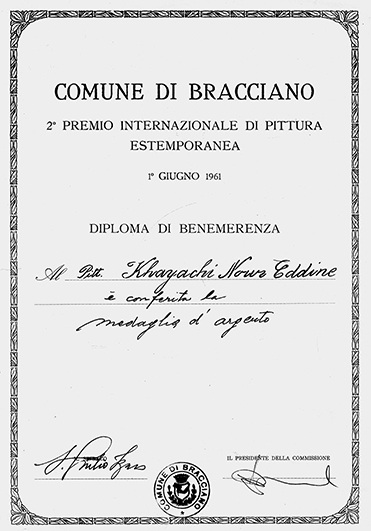 COMUNE DI BRACCIANO
2° PREMIO INTERNAZIONALE DI PITTURA
ESTEMPORANEA
1° GIUGNO 1961
DIPLOMA DI BENEMERENZA
Al Pitt. Khayachi Nour Eddine
è conferita la
medaglia d'argento
IL PRESIDENTE DELLA COMMISSIONE
COMUNE DI BRACCIANO